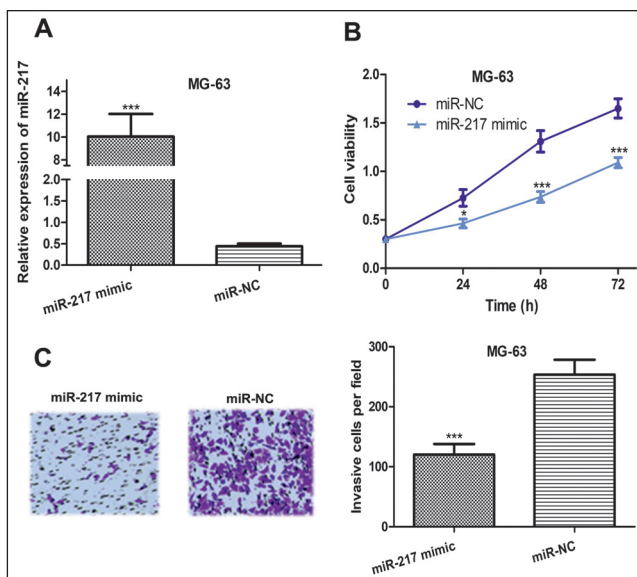 A
MG-63
Relative expression of miR-217
14
12
10
8
2.0
1.5
1.0
0.5
0.0
***
miR-217 mimic
miR-NC
B
MG-63
miR-NC
miR-217 mimic
Cell viability
2.0
1.5
1.0
0.5
0.0
*
***
***
0
24
48
72
Time (h)
C
miR-217 mimic
miR-NC
MG-63
Invasive cells per field
300
200
100
0
***
miR-217 mimic
miR-NC